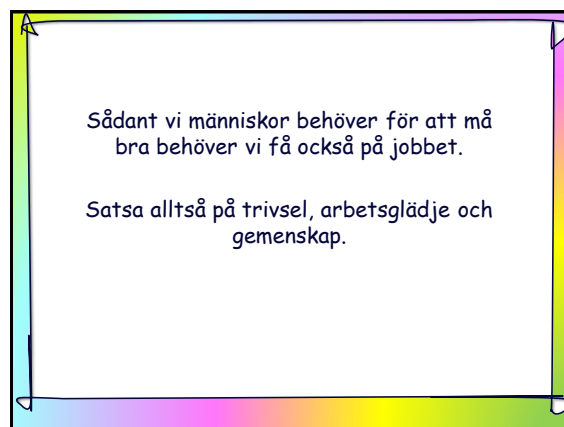 Sådant vi människor behöver för att må
bra behöver vi få också på jobbet.
Satsa alltså på trivsel, arbetsglädje och
gemenskap.